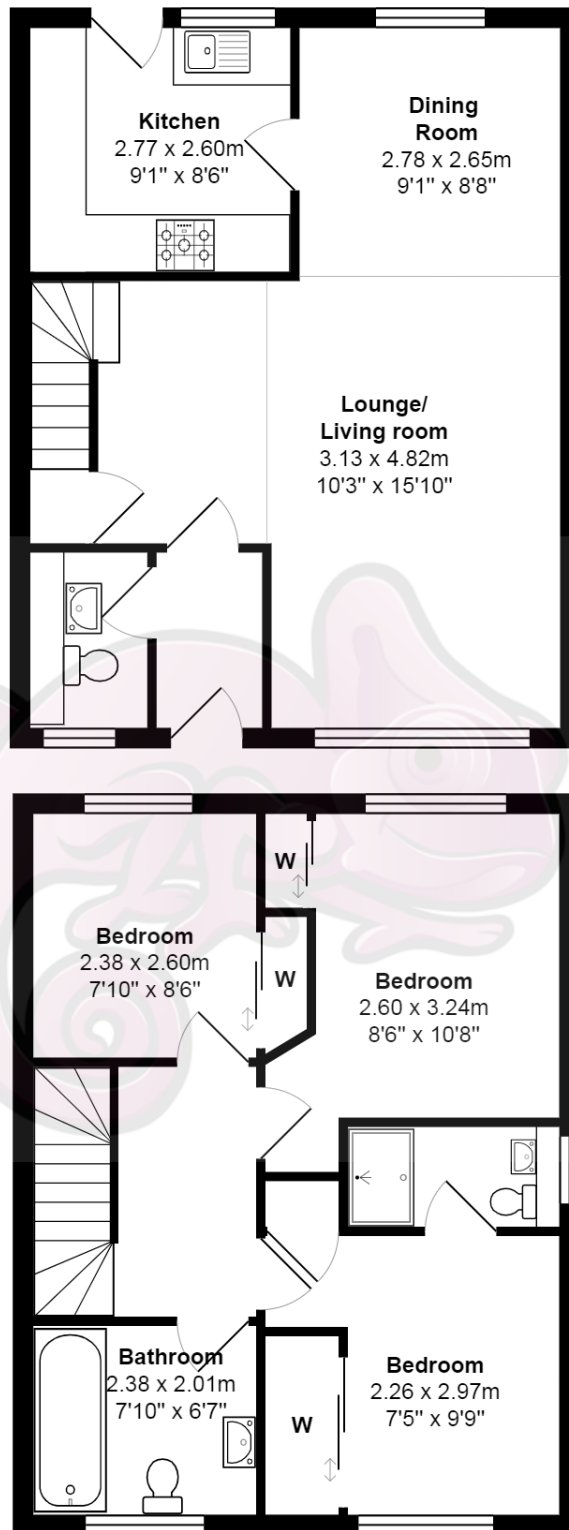 Kitchen
2.77 x 2.60m
9'1" x 8'6"
Dining
Room
2.78 x 2.65m
9'1" x 8'8"
Lounge/
Living room
3.13 x 4.82m
10'3" x 15'10"
W
Bedroom
2.38 x 2.60m
7'10" x 8'6"
W
Bedroom
2.60 x 3.24m
8'6" x 10'8"
Bathroom
2.38 x 2.01m
7'10" x 6'7"
W
Bedroom
2.26 x 2.97m
7'5" x 9'9"